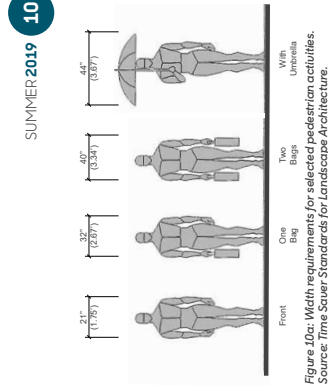 SUMMER 2019 10
44"
(3.67')
40"
(3.34')
32"
(2.67')
21"
(1.75')
With
Umbrella
Two
Bags
One
Bag
Front
Figure 10a: Width requirements for selected pedestrian activities.
Source: Time Saver Standards for Landscape Architecture.